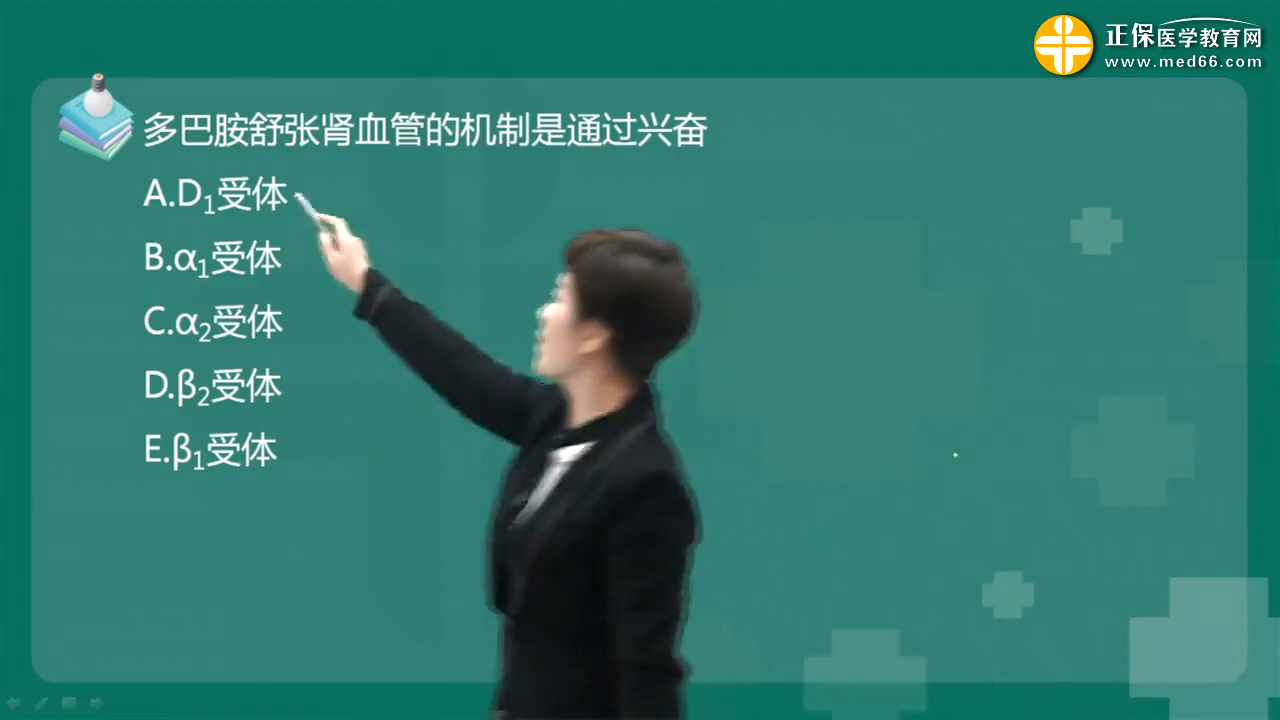 正保医学教育网
www.med66.com
多巴胺舒张肾血管的机制是通过兴奋
A.D₁受体
B.α₁受体
C.α₂受体
D.β₂受体
E.β₁受体